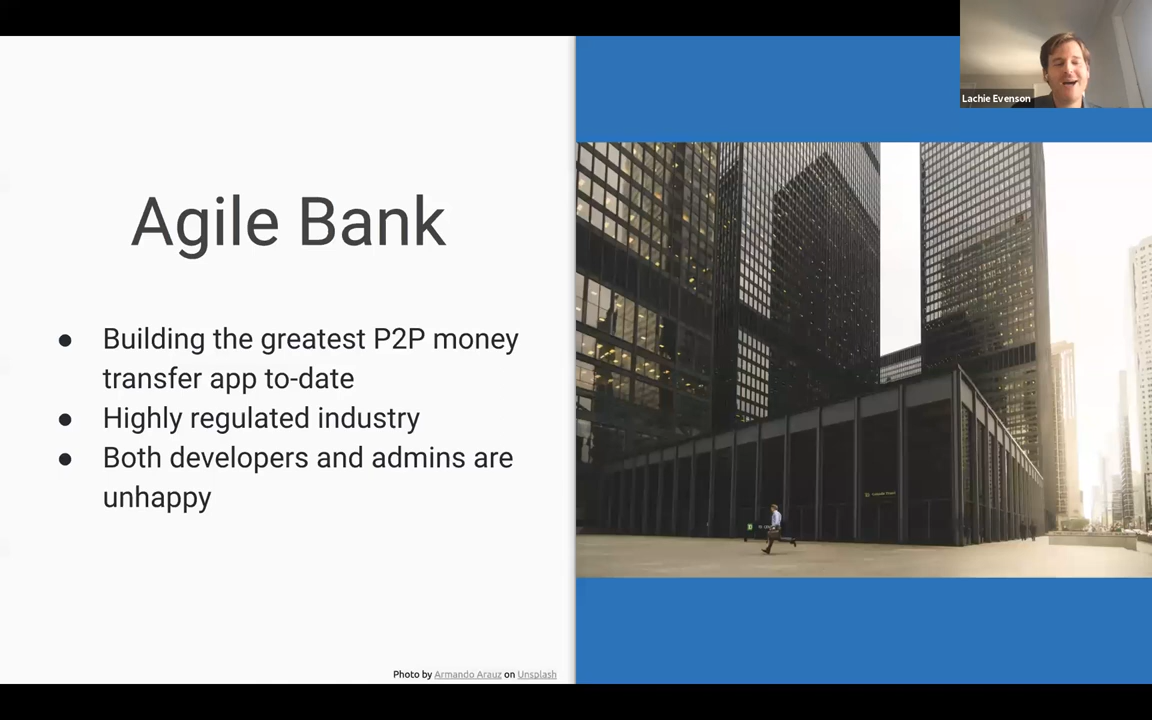 Lachie Evenson
Agile Bank
● Building the greatest P2P money
transfer app to-date
● Highly regulated industry
● Both developers and admins are
unhappy
Photo by Armando Arauz on Unsplash